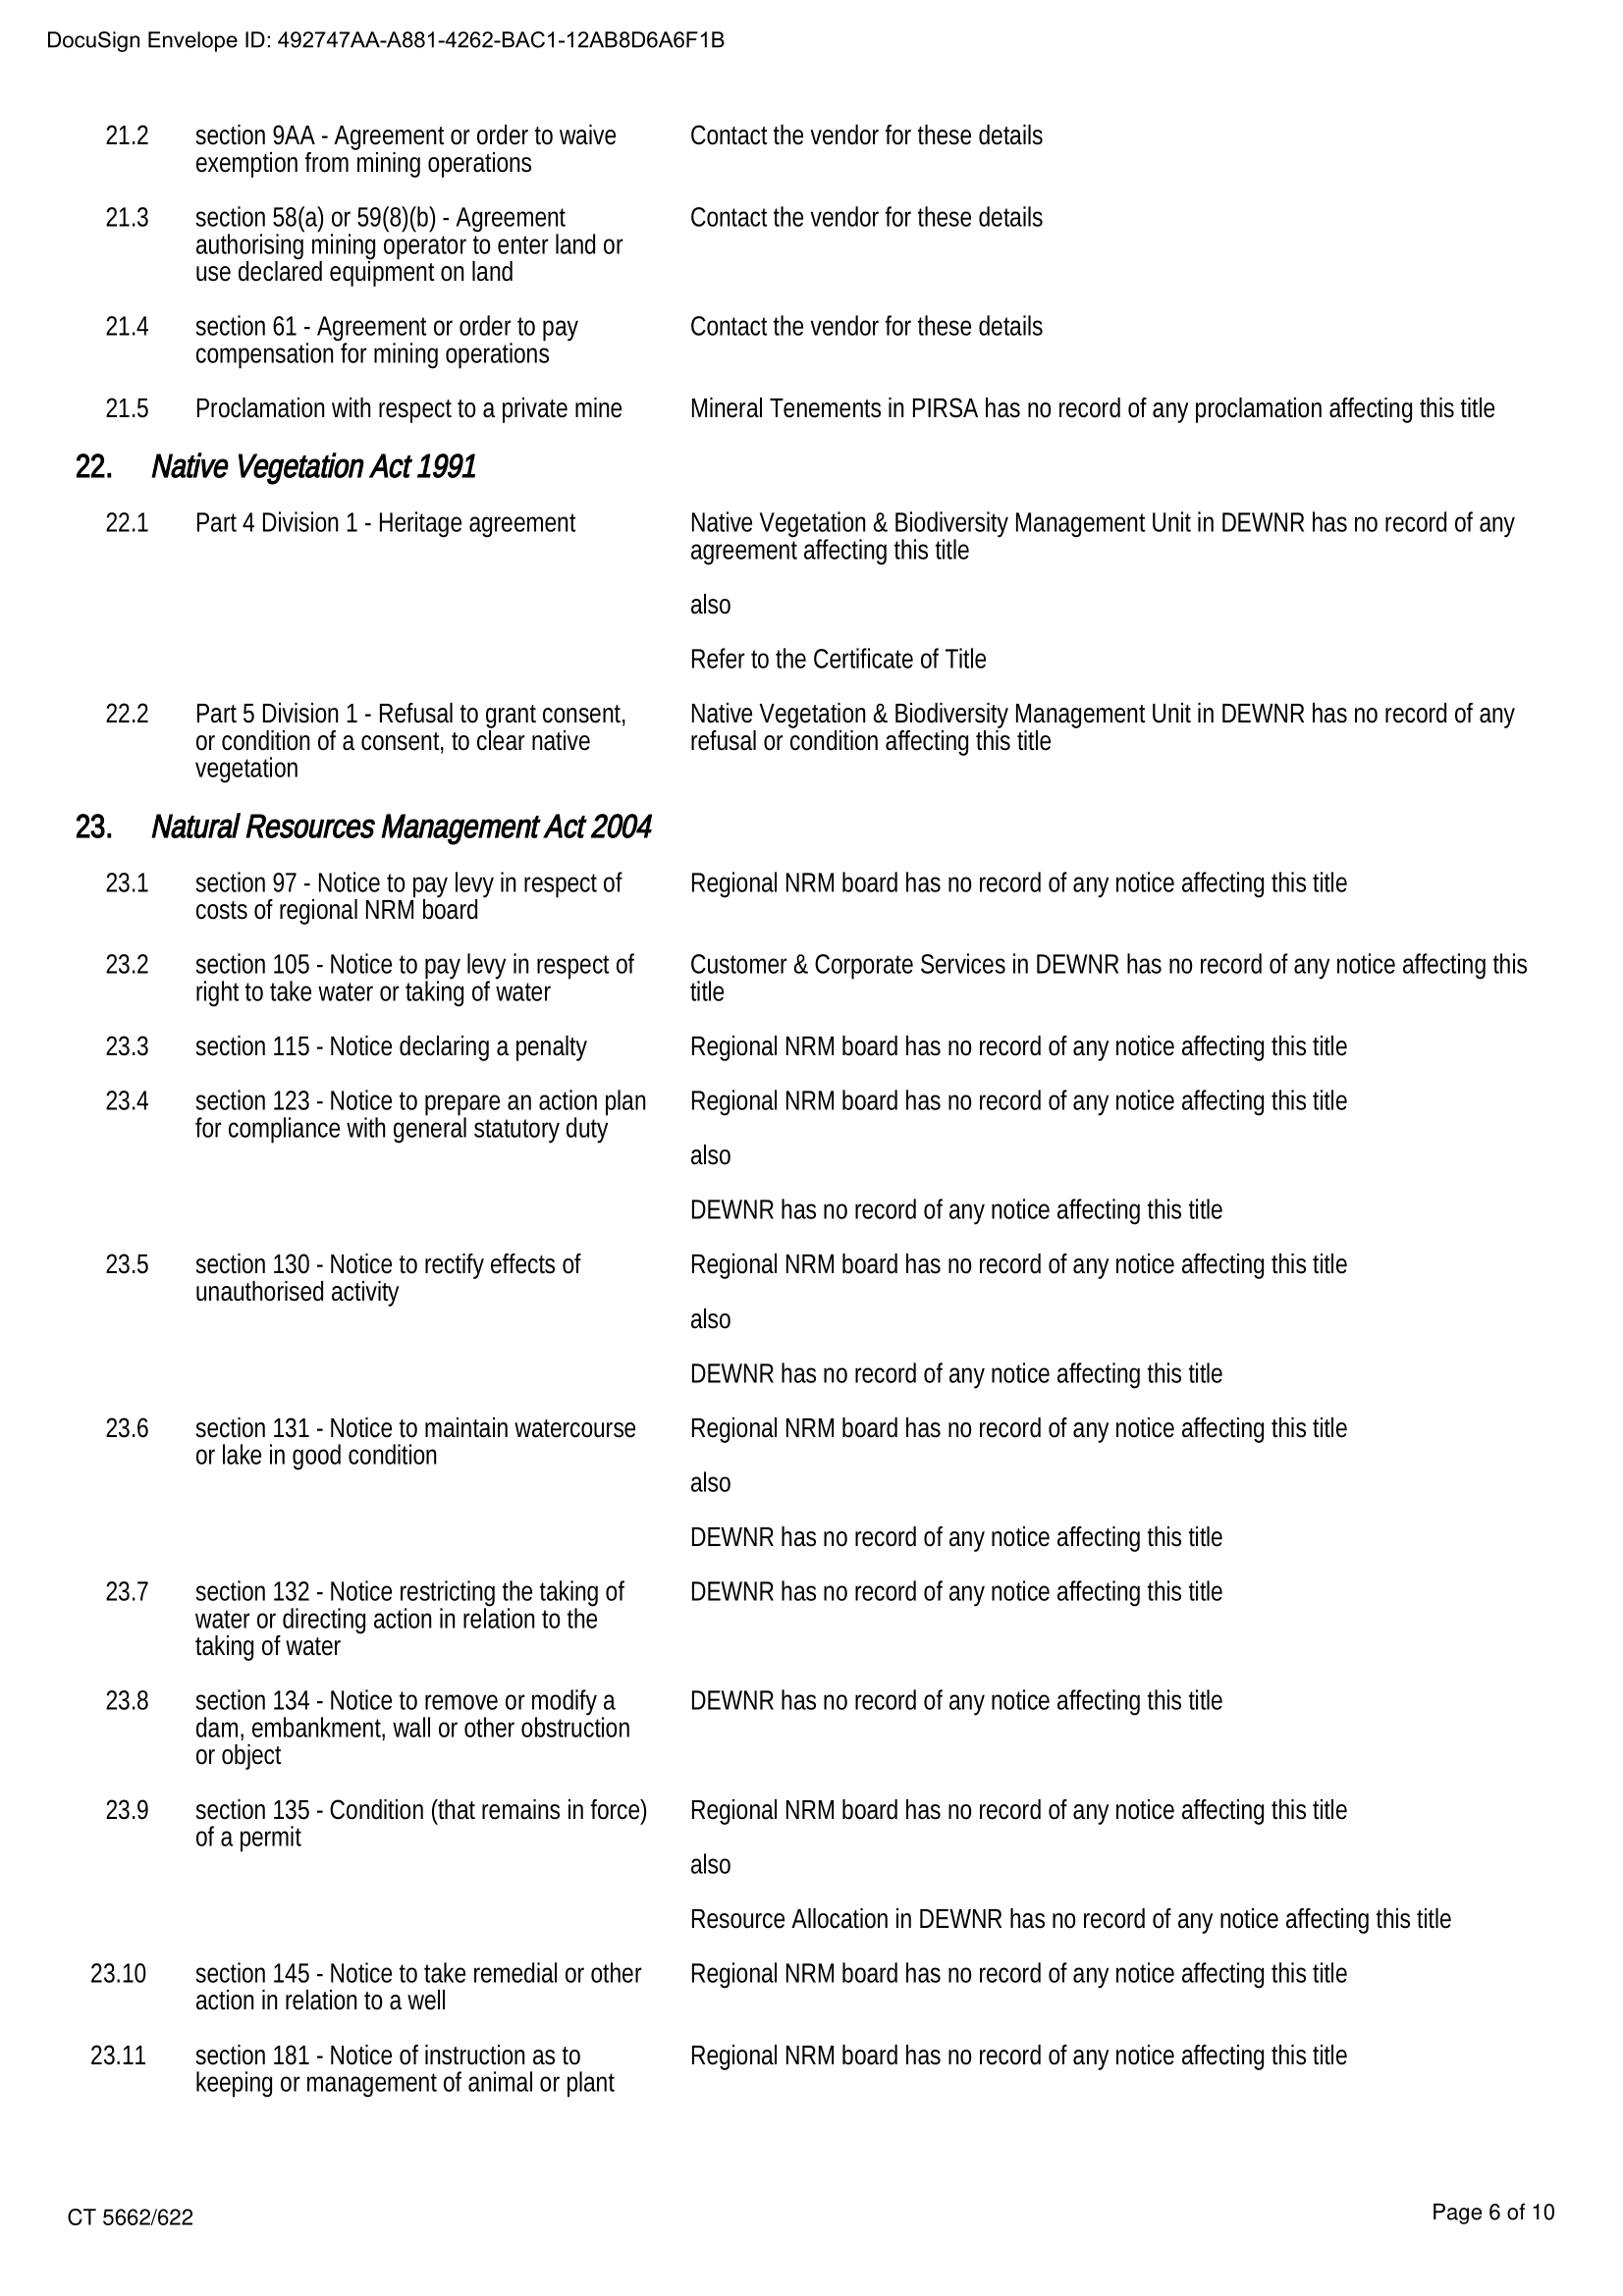 DocuSign Envelope ID: 492747AA-A881-4262-BAC1-12AB8D6A6F1B
21.2 section 9AA - Agreement or order to waive Contact the vendor for these details
exemption from mining operations
21.3 section 58(a) or 59(8)(b) - Agreement Contact the vendor for these details
authorising mining operator to enter land or
use declared equipment on land
21.4 section 61 - Agreement or order to pay Contact the vendor for these details
compensation for mining operations
21.5 Proclamation with respect to a private mine Mineral Tenements in PIRSA has no record of any proclamation affecting this title
22. Native Vegetation Act 1991
22.1 Part 4 Division 1 - Heritage agreement Native Vegetation & Biodiversity Management Unit in DEWNR has no record of any
agreement affecting this title
also
Refer to the Certificate of Title
22.2 Part 5 Division 1 - Refusal to grant consent, Native Vegetation & Biodiversity Management Unit in DEWNR has no record of any
or condition of a consent, to clear native refusal or condition affecting this title
vegetation
23. Natural Resources Management Act 2004
23.1 section 97 - Notice to pay levy in respect of Regional NRM board has no record of any notice affecting this title
costs of regional NRM board
23.2 section 105 - Notice to pay levy in respect of Customer & Corporate Services in DEWNR has no record of any notice affecting this
right to take water or taking of water title
23.3 section 115 - Notice declaring a penalty Regional NRM board has no record of any notice affecting this title
23.4 section 123 - Notice to prepare an action plan Regional NRM board has no record of any notice affecting this title
for compliance with general statutory duty
also
DEWNR has no record of any notice affecting this title
23.5 section 130 - Notice to rectify effects of Regional NRM board has no record of any notice affecting this title
unauthorised activity
also
DEWNR has no record of any notice affecting this title
23.6 section 131 - Notice to maintain watercourse Regional NRM board has no record of any notice affecting this title
or lake in good condition
also
DEWNR has no record of any notice affecting this title
23.7 section 132 - Notice restricting the taking of DEWNR has no record of any notice affecting this title
water or directing action in relation to the
taking of water
23.8 section 134 - Notice to remove or modify a DEWNR has no record of any notice affecting this title
dam, embankment, wall or other obstruction
or object
23.9 section 135 - Condition (that remains in force) Regional NRM board has no record of any notice affecting this title
of a permit
also
Resource Allocation in DEWNR has no record of any notice affecting this title
23.10 section 145 - Notice to take remedial or other Regional NRM board has no record of any notice affecting this title
action in relation to a well
23.11 section 181 - Notice of instruction as to Regional NRM board has no record of any notice affecting this title
keeping or management of animal or plant
CT 5662/622 Page 6 of 10